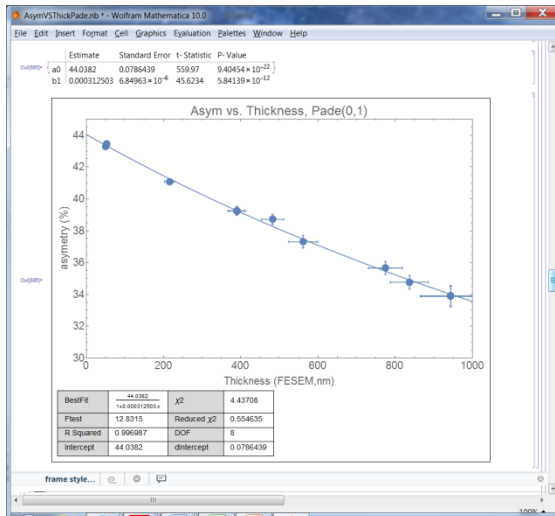 AsymVSThickPade.nb * - Wolfram Mathematica 10.0
File Edit Insert Format Cell Graphics Evaluation Palettes Window Help
Estimate Standard Error t- Statistic P- Value
a0 44.0382 0.0786439 559.97 9.40454×10^-22
b1 0.000312503 6.84963×10^-6 45.6234 5.84139×10^-12
Asym vs. Thickness, Pade(0,1)
44
42
40
38
36
34
32
30
asymetry (%)
0 200 400 600 800 1000
Thickness (FESEM,nm)
BestFit 44.0382 χ2 4.43708
1+0.000312503 x
Ftest 12.8315 Reduced χ2 0.554635
R Squared 0.996987 DOF 8
Intercept 44.0382 dIntercept 0.0786439
frame style...
100%